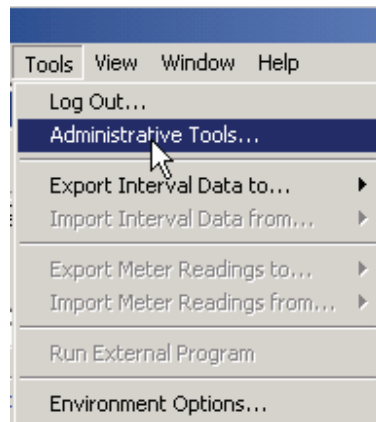 Tools View Window Help
Log Out...
Administrative Tools...
Export Interval Data to...
Import Interval Data from...
Export Meter Readings to...
Import Meter Readings from...
Run External Program
Environment Options...